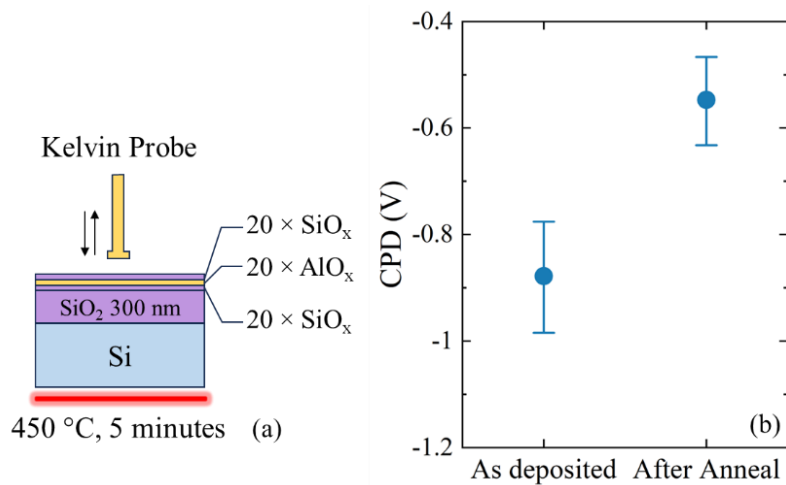 Kelvin Probe
20 × SiOₓ
20 × AlOₓ
20 × SiOₓ
SiO₂ 300 nm
Si
450 °C, 5 minutes (a)
CPD (V)
-0.4
-0.6
-0.8
-1
-1.2
(b)
As deposited After Anneal